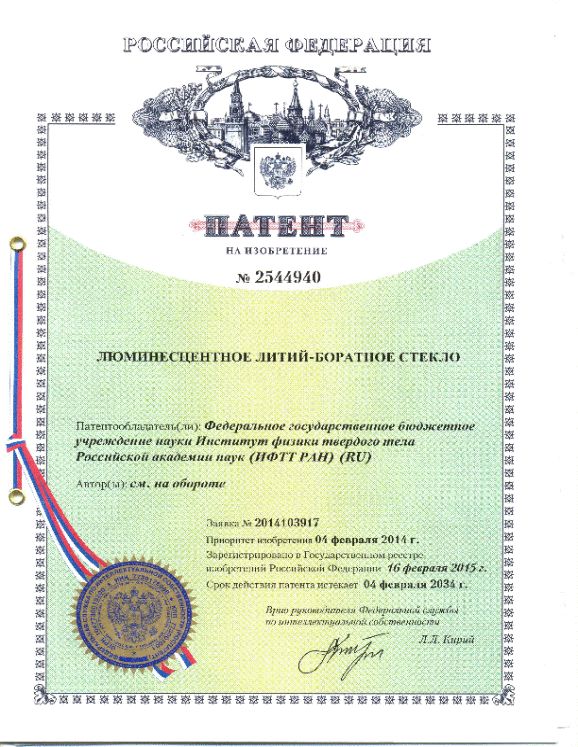 РОССИЙСКАЯ ФЕДЕРАЦИЯ
ПАТЕНТ
НА ИЗОБРЕТЕНИЕ
№ 2544940
ЛЮМИНЕСЦЕНТНОЕ ЛИТИЙ-БОРАТНОЕ СТЕКЛО
Патентообладатель(ли): Федеральное государственное бюджетное
учреждение науки Институт физики твердого тела
Российской академии наук (ИФТТ РАН) (RU)
Автор(ы): см. на обороте
Заявка № 2014103917
Приоритет изобретения 04 февраля 2014 г.
Зарегистрировано в Государственном реестре
изобретений Российской Федерации 16 февраля 2015 г.
Срок действия патента истекает 04 февраля 2034 г.
Врио руководителя Федеральной службы
по интеллектуальной собственности
Л.Л. Кирий